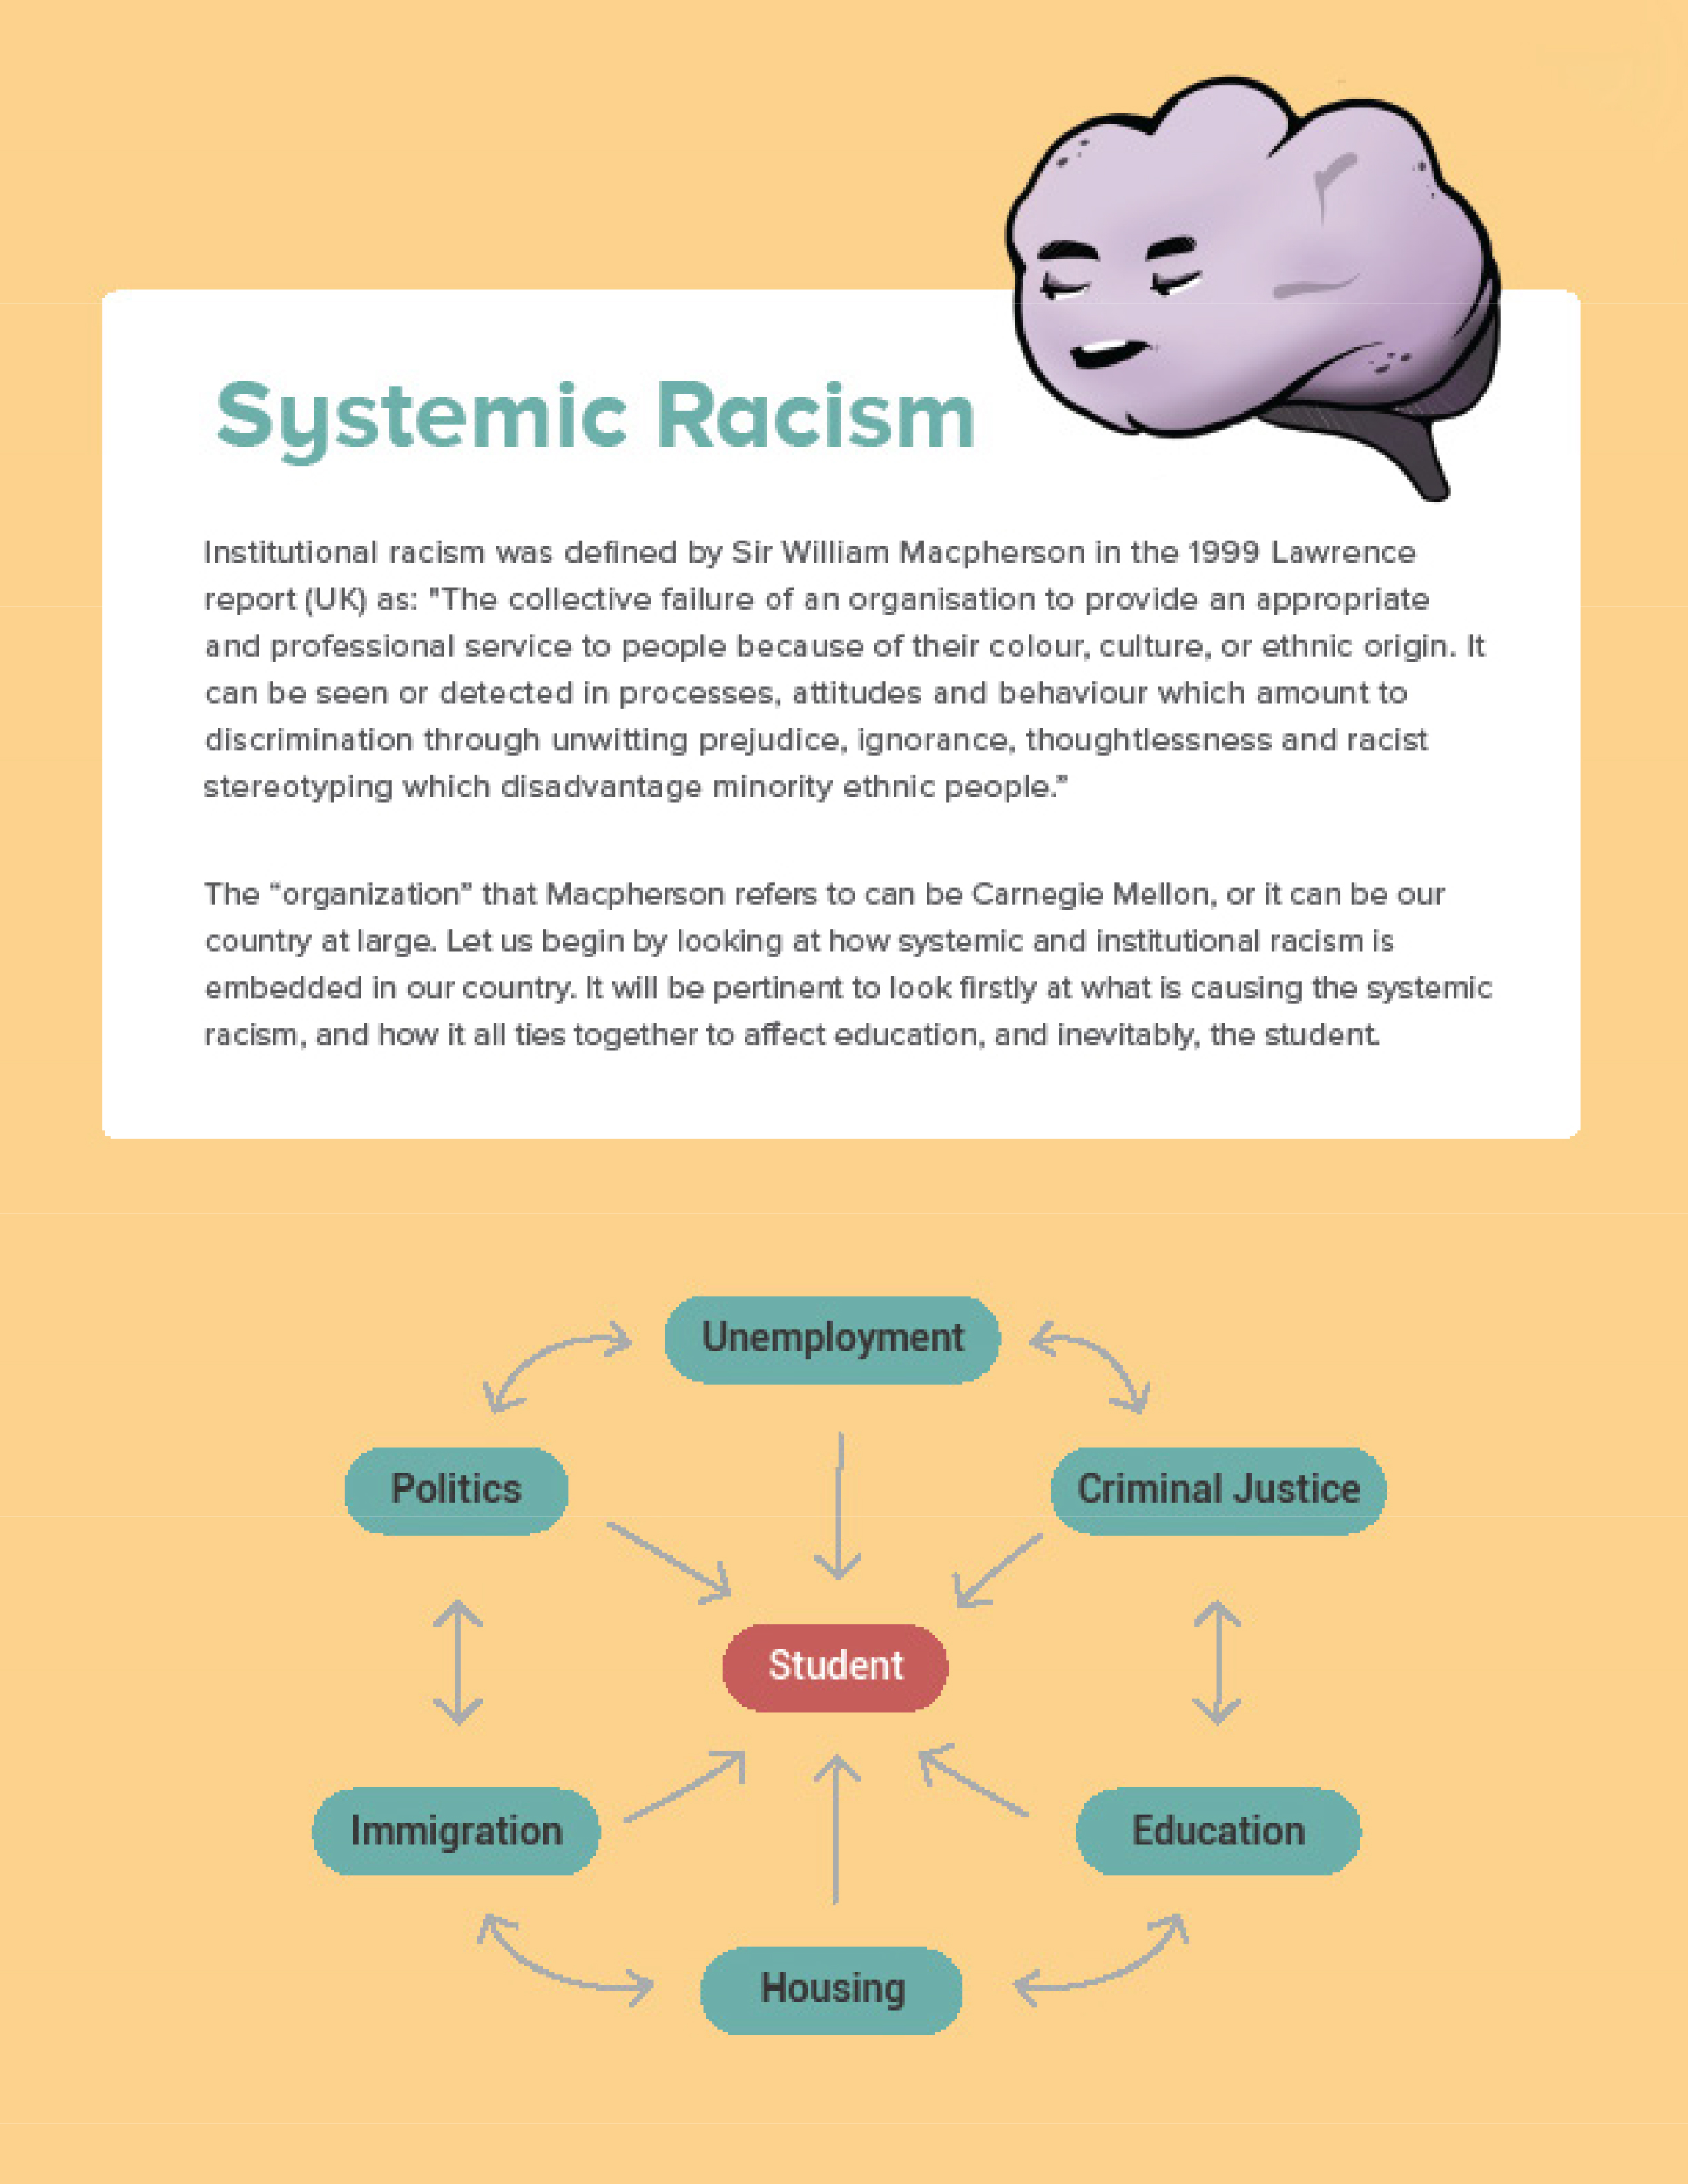 Systemic Racism
Institutional racism was defined by Sir William Macpherson in the 1999 Lawrence
report (UK) as: "The collective failure of an organisation to provide an appropriate
and professional service to people because of their colour, culture, or ethnic origin. It
can be seen or detected in processes, attitudes and behaviour which amount to
discrimination through unwitting prejudice, ignorance, thoughtlessness and racist
stereotyping which disadvantage minority ethnic people.”
The “organization” that Macpherson refers to can be Carnegie Mellon, or it can be our
country at large. Let us begin by looking at how systemic and institutional racism is
embedded in our country. It will be pertinent to look firstly at what is causing the systemic
racism, and how it all ties together to affect education, and inevitably, the student.
Unemployment
Politics
Criminal Justice
Student
Immigration
Education
Housing